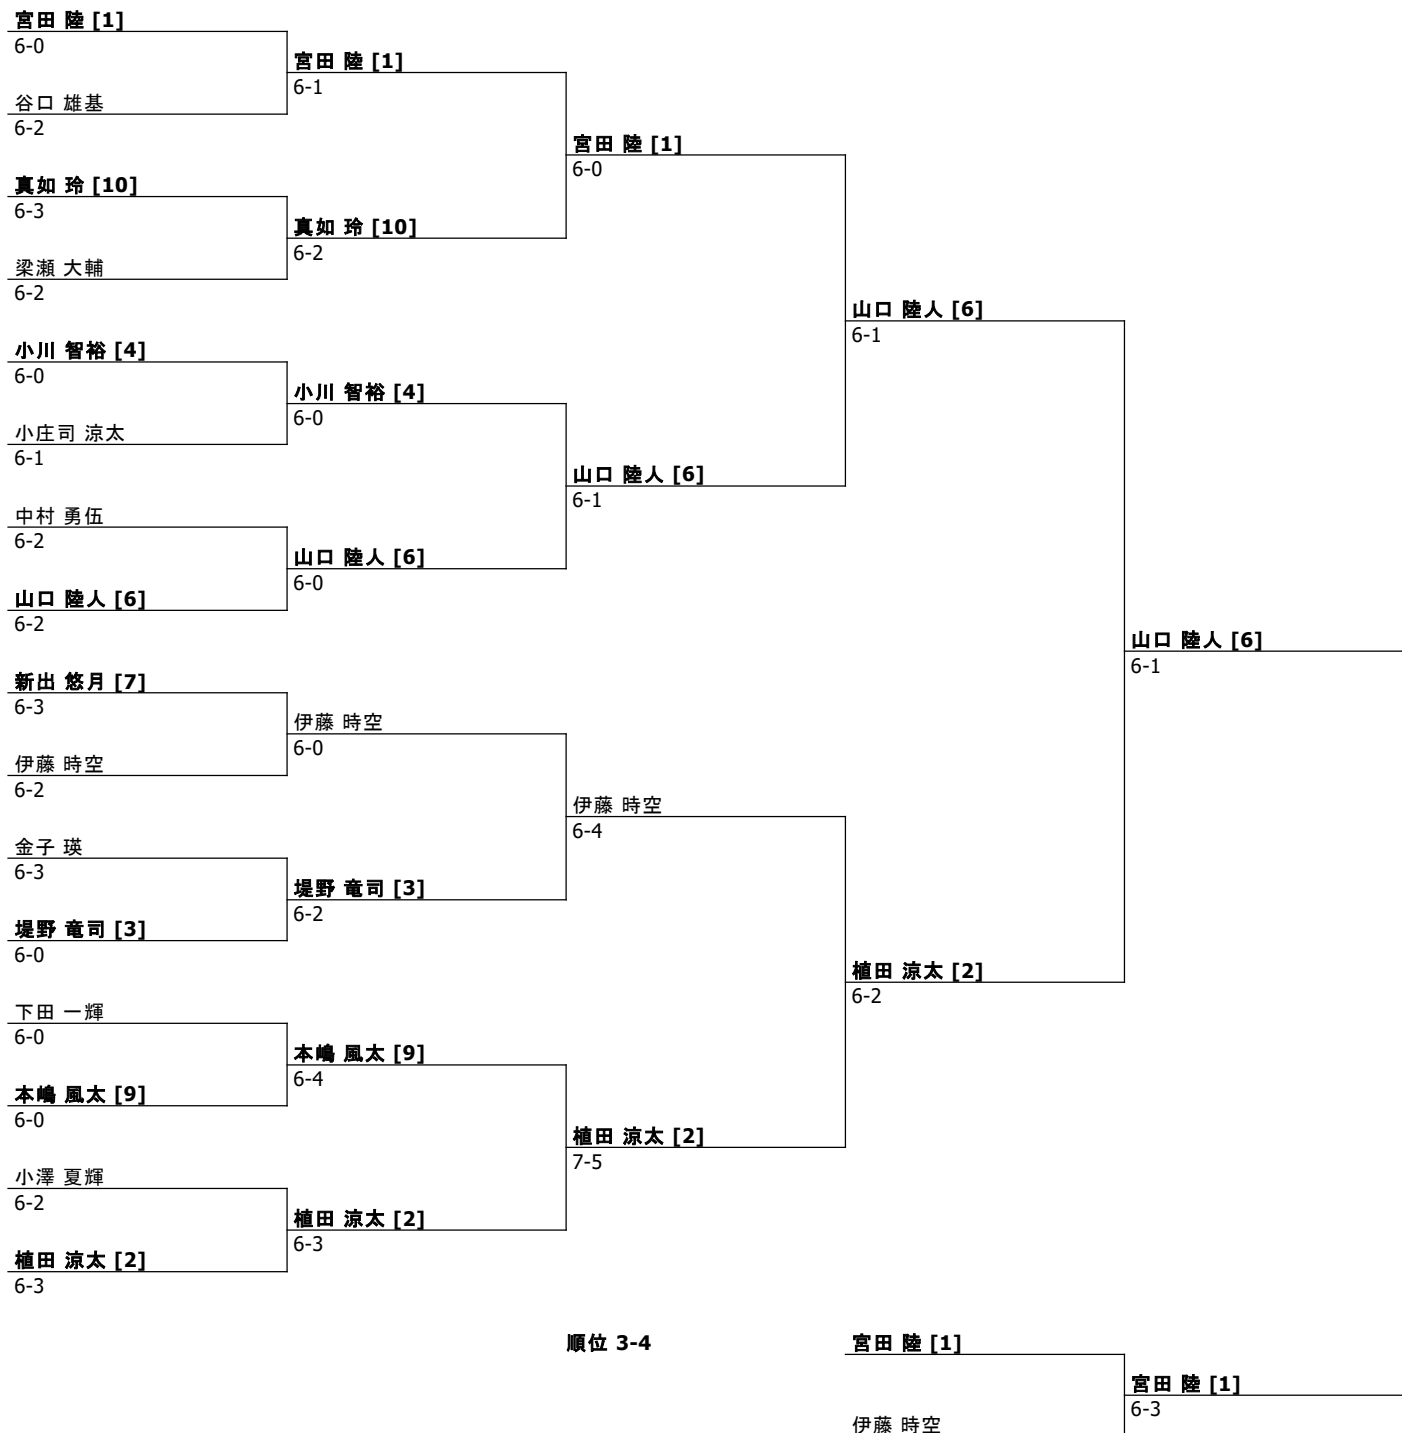 宮田 陸 [1]
6-0
谷口 雄基
6-2
真如 玲 [10]
6-3
梁瀬 大輔
6-2
小川 智裕 [4]
6-0
小庄司 涼太
6-1
中村 勇伍
6-2
山口 陸人 [6]
6-2
新出 悠月 [7]
6-3
伊藤 時空
6-2
金子 瑛
6-3
堤野 竜司 [3]
6-0
下田 一輝
6-0
本嶋 風太 [9]
6-0
小澤 夏輝
6-2
植田 涼太 [2]
6-3
宮田 陸 [1]
6-1
真如 玲 [10]
6-2
小川 智裕 [4]
6-0
山口 陸人 [6]
6-0
伊藤 時空
6-0
堤野 竜司 [3]
6-2
本嶋 風太 [9]
6-4
植田 涼太 [2]
6-3
宮田 陸 [1]
6-0
山口 陸人 [6]
6-1
伊藤 時空
6-4
植田 涼太 [2]
7-5
山口 陸人 [6]
6-1
植田 涼太 [2]
6-2
山口 陸人 [6]
6-1
順位 3-4
宮田 陸 [1]
伊藤 時空
宮田 陸 [1]
6-3